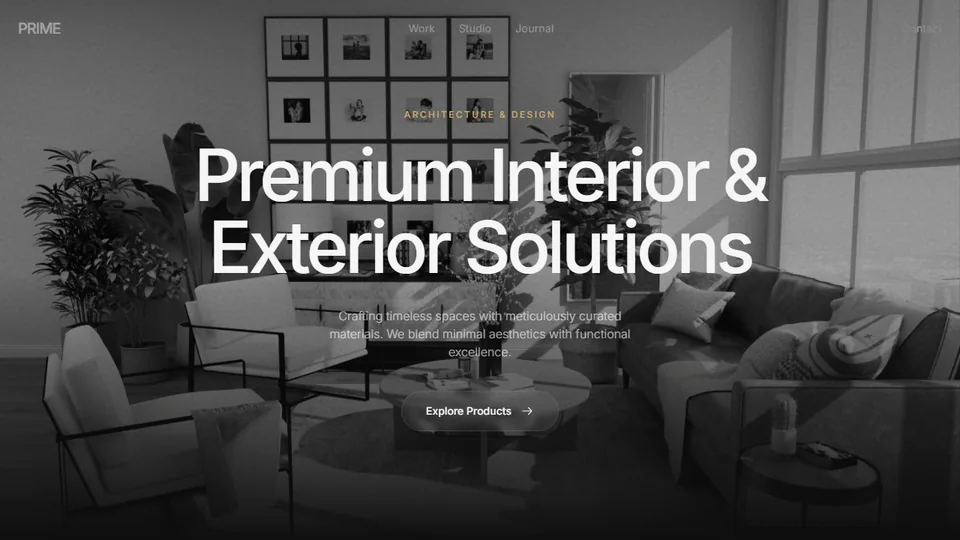 PRIME
Work Studio Journal
Contact
ARCHITECTURE & DESIGN
Premium Interior &
Exterior Solutions
Crafting timeless spaces with meticulously curated
materials. We blend minimal aesthetics with functional
excellence.
Explore Products